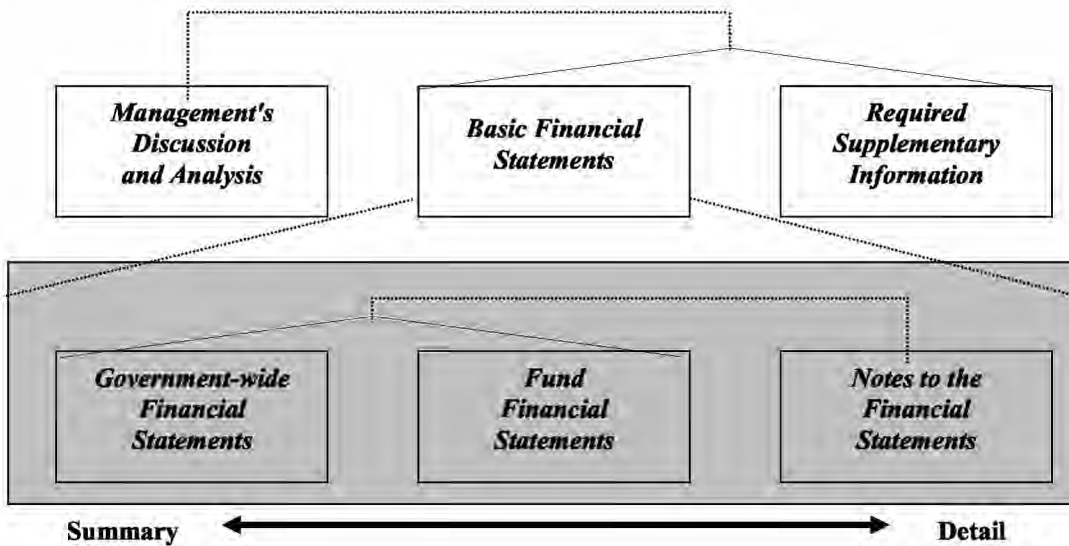 Management's
Discussion
and Analysis
Basic Financial
Statements
Required
Supplementary
Information
Government-wide
Financial
Statements
Fund
Financial
Statements
Notes to the
Financial
Statements
Summary
Detail